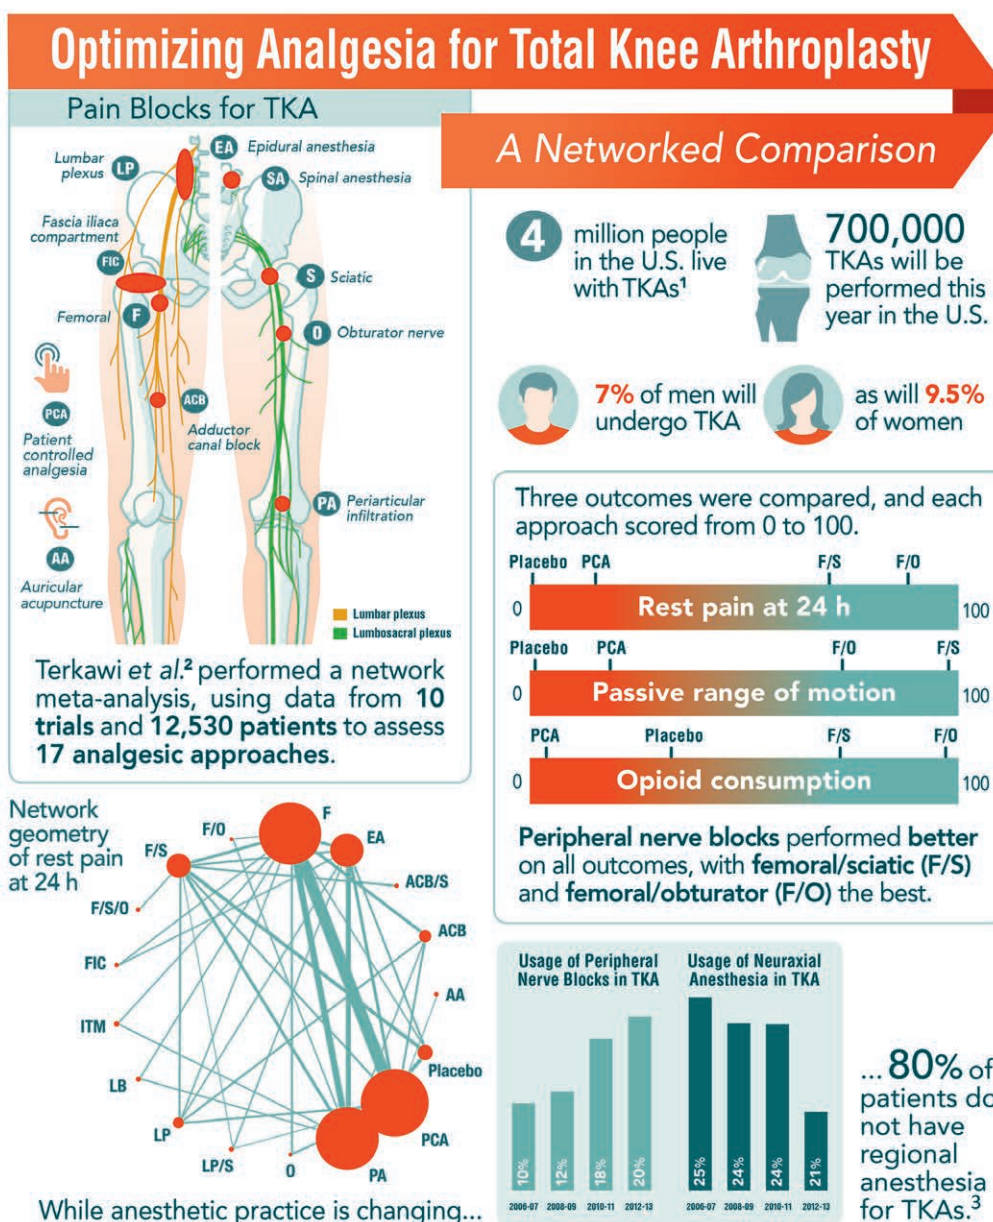 Optimizing Analgesia for Total Knee Arthroplasty
Pain Blocks for TKA
A Networked Comparison
Lumbar
plexus
LP
EA
Epidural anesthesia
SA
Spinal anesthesia
Fascia iliaca
compartment
FIC
S
Sciatic
Femoral
F
O
Obturator nerve
PCA
Patient
controlled
analgesia
ACB
Adductor
canal block
PA
Periarticular
infiltration
AA
Auricular
acupuncture
Lumbar plexus
Lumbosacral plexus
Terkawi et al.² performed a network
meta-analysis, using data from 10
trials and 12,530 patients to assess
17 analgesic approaches.
4
million people
in the U.S. live
with TKAs¹
700,000
TKAs will be
performed this
year in the U.S.
7% of men will
undergo TKA
as will 9.5%
of women
Three outcomes were compared, and each
approach scored from 0 to 100.
Placebo PCA F/S F/O
0 Rest pain at 24 h 100
Placebo PCA F/O F/S
0 Passive range of motion 100
PCA Placebo F/S F/O
0 Opioid consumption 100
Peripheral nerve blocks performed better
on all outcomes, with femoral/sciatic (F/S)
and femoral/obturator (F/O) the best.
Network
geometry
of rest pain
at 24 h
F
EA
ACB/S
ACB
AA
Placebo
PCA
PA
O
LP/S
LP
LB
ITM
FIC
F/S/O
F/S
F/O
While anesthetic practice is changing...
Usage of Peripheral
Nerve Blocks in TKA
10% 12% 18% 20%
2006-07 2008-09 2010-11 2012-13
Usage of Neuraxial
Anesthesia in TKA
25% 24% 24% 21%
2006-07 2008-09 2010-11 2012-13
... 80% of
patients do
not have
regional
anesthesia
for TKAs.³